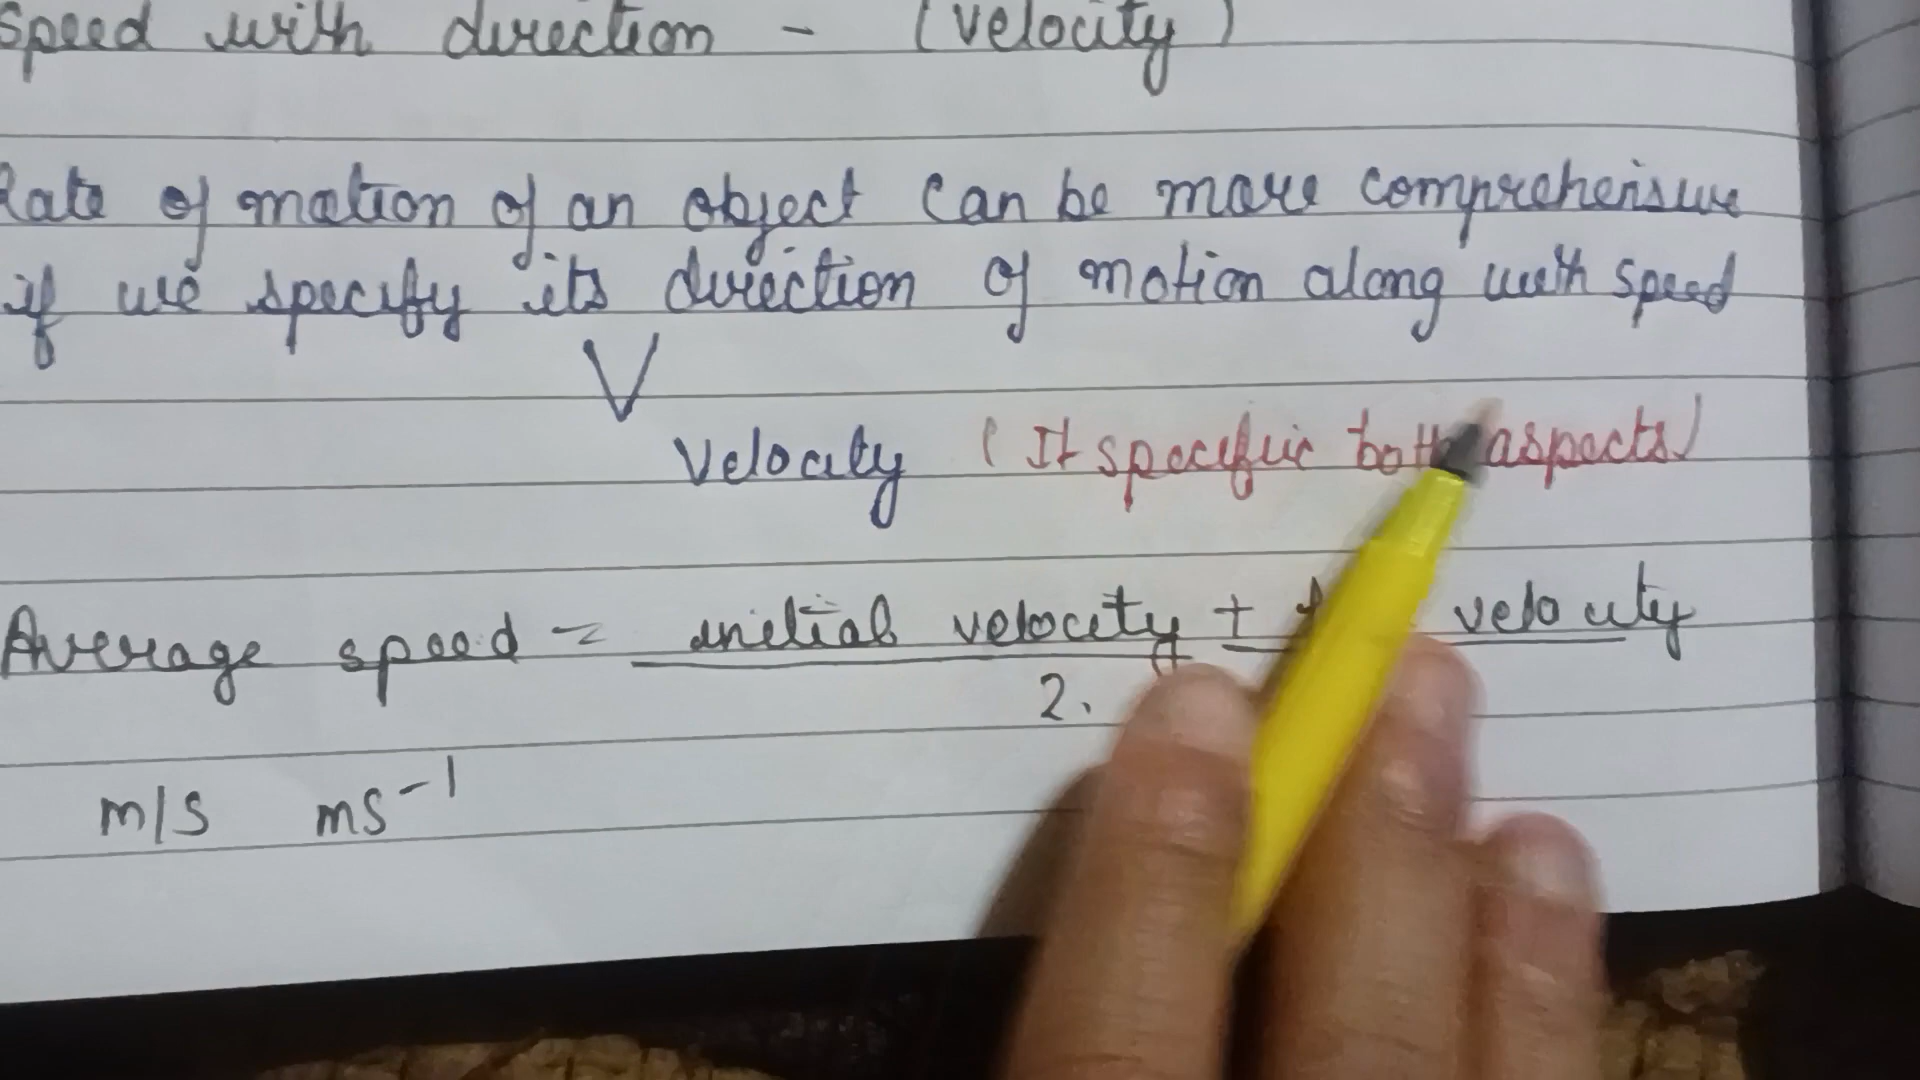 Speed with direction - (velocity)
Rate of motion of an object can be more comprehensive
if we specify its direction of motion along with speed
Velocity (It specific both aspects)
Average speed = initial velocity + velocity
2.
m/s ms⁻¹